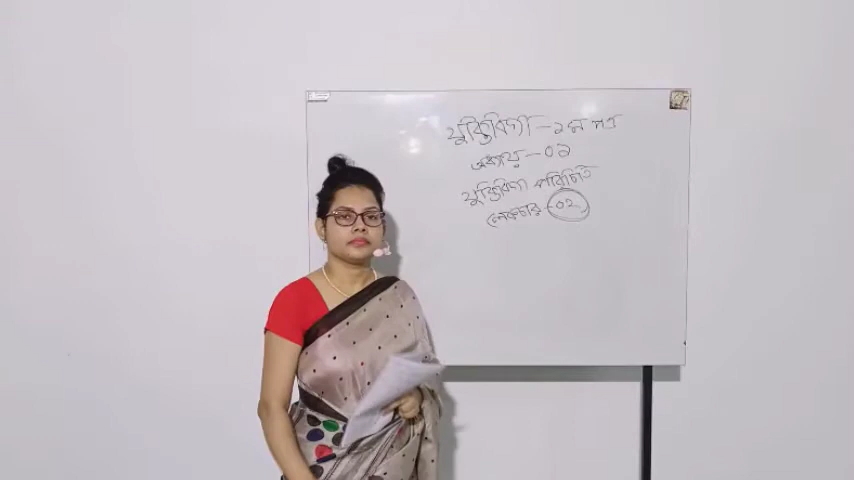 যুক্তিবিদ্যা - ১ম পত্র
অধ্যায় - ০১
যুক্তিবিদ্যা পরিচিতি
লেকচার - ০২